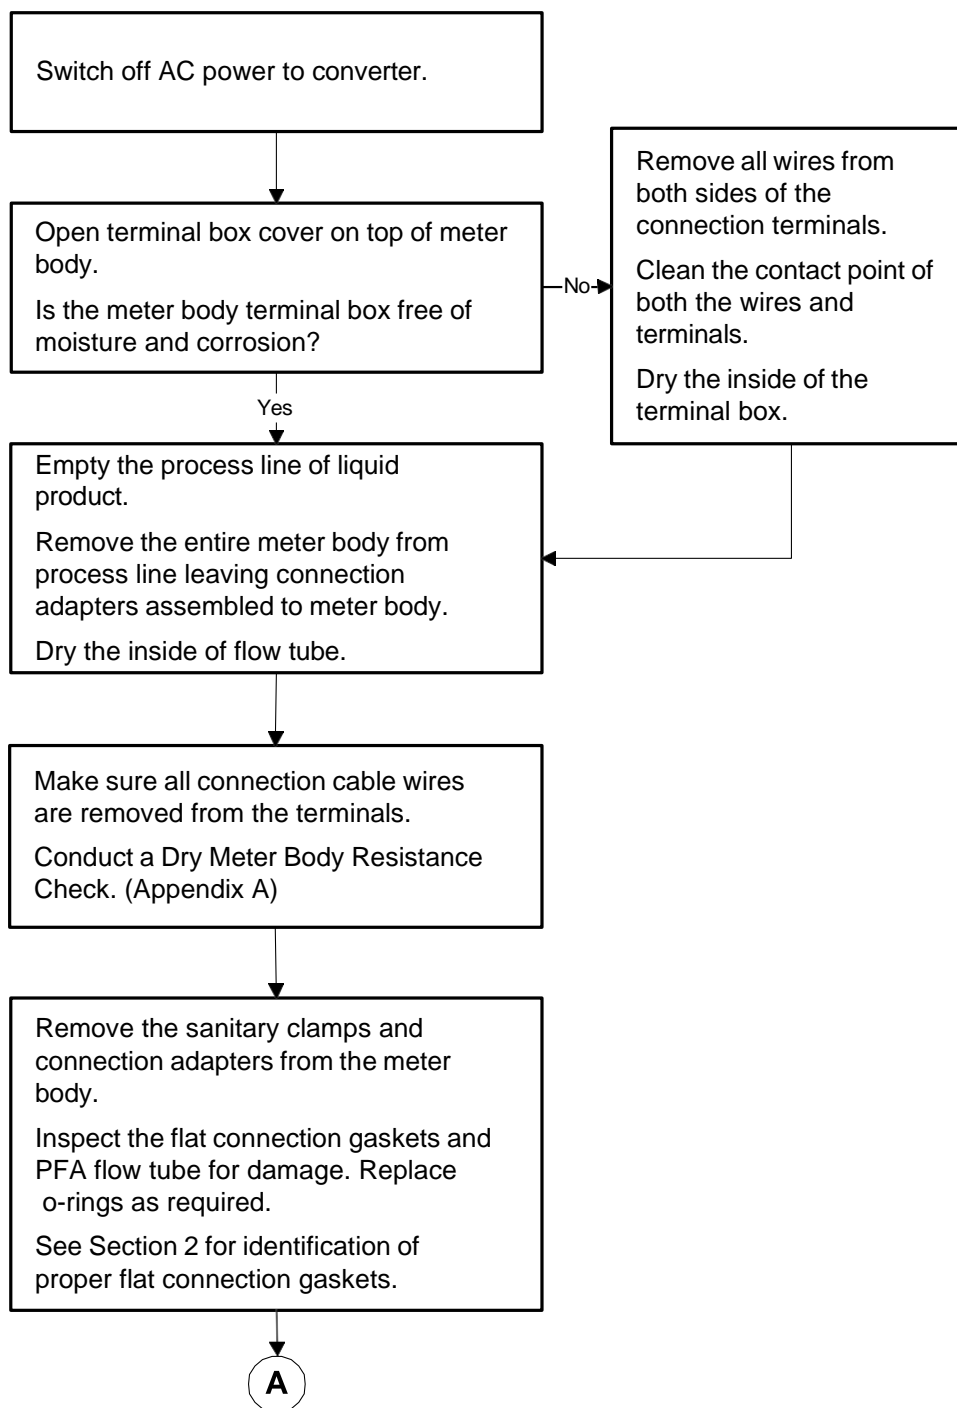 Switch off AC power to converter.
Open terminal box cover on top of meter
body.
Is the meter body terminal box free of
moisture and corrosion?
No
Remove all wires from
both sides of the
connection terminals.
Clean the contact point of
both the wires and
terminals.
Dry the inside of the
terminal box.
Yes
Empty the process line of liquid
product.
Remove the entire meter body from
process line leaving connection
adapters assembled to meter body.
Dry the inside of flow tube.
Make sure all connection cable wires
are removed from the terminals.
Conduct a Dry Meter Body Resistance
Check. (Appendix A)
Remove the sanitary clamps and
connection adapters from the meter
body.
Inspect the flat connection gaskets and
PFA flow tube for damage. Replace
o-rings as required.
See Section 2 for identification of
proper flat connection gaskets.
A